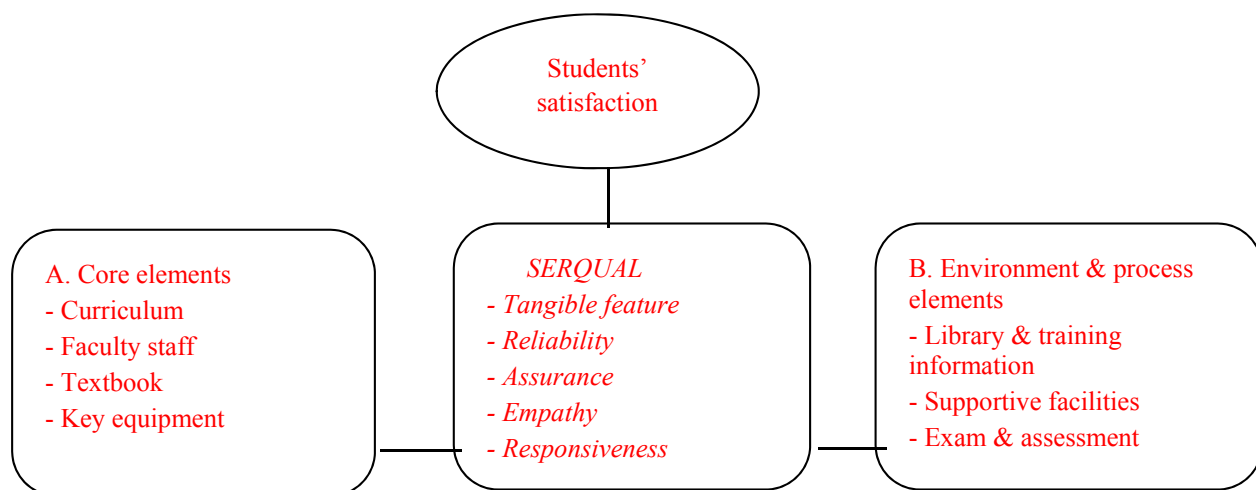 Students’
satisfaction
A. Core elements
- Curriculum
- Faculty staff
- Textbook
- Key equipment
SERQUAL
- Tangible feature
- Reliability
- Assurance
- Empathy
- Responsiveness
B. Environment & process
elements
- Library & training
information
- Supportive facilities
- Exam & assessment